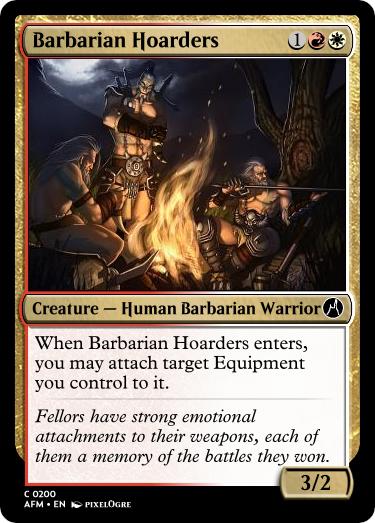 Barbarian Hoarders 1
Creature — Human Barbarian Warrior
When Barbarian Hoarders enters,
you may attach target Equipment
you control to it.
Fellors have strong emotional
attachments to their weapons, each of
them a memory of the battles they won.
3/2
C 0200
AFM • EN PIXELOGRE